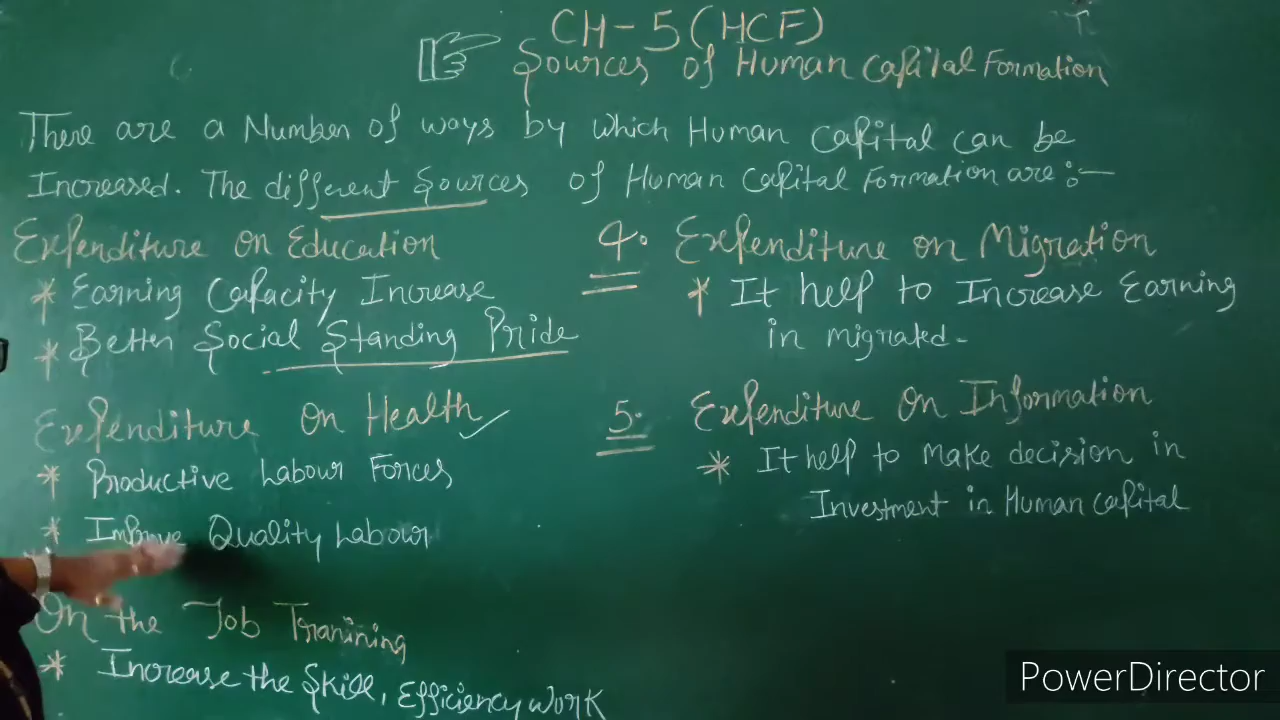 CH-5 (HCF)
Sources of Human Capital Formation
There are a Number of ways by which Human Capital can be
Increased. The different Sources of Human Capital Formation are :-
Expenditure on Education
* Earning Capacity Increase
* Better Social Standing Pride
Expenditure On Health ✓
* Productive Labour Forces
* Improve Quality Labour
On the Job Tranining
* Increase the Skill, Efficiency work
4. Expenditure on Migration
* It help to Increase Earning
in migrated.
5. Expenditure On Information
* It help to make decision in
Investment in Human Capital
PowerDirector